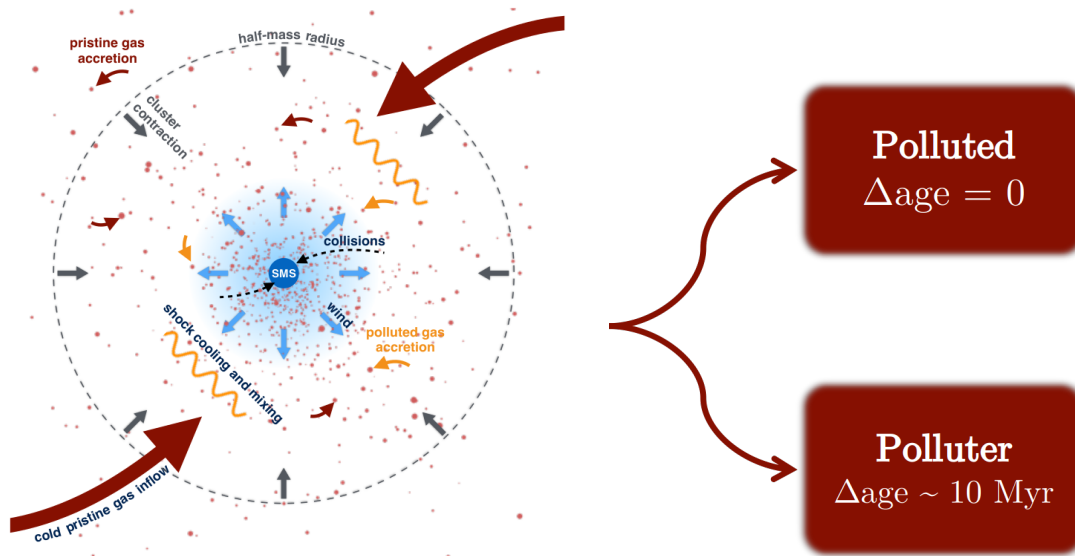 pristine gas
accretion
half-mass radius
cluster
contraction
collisions
SMS
wind
shock cooling and mixing
polluted gas
accretion
cold pristine gas inflow
Polluted
Δage = 0
Polluter
Δage ~ 10 Myr